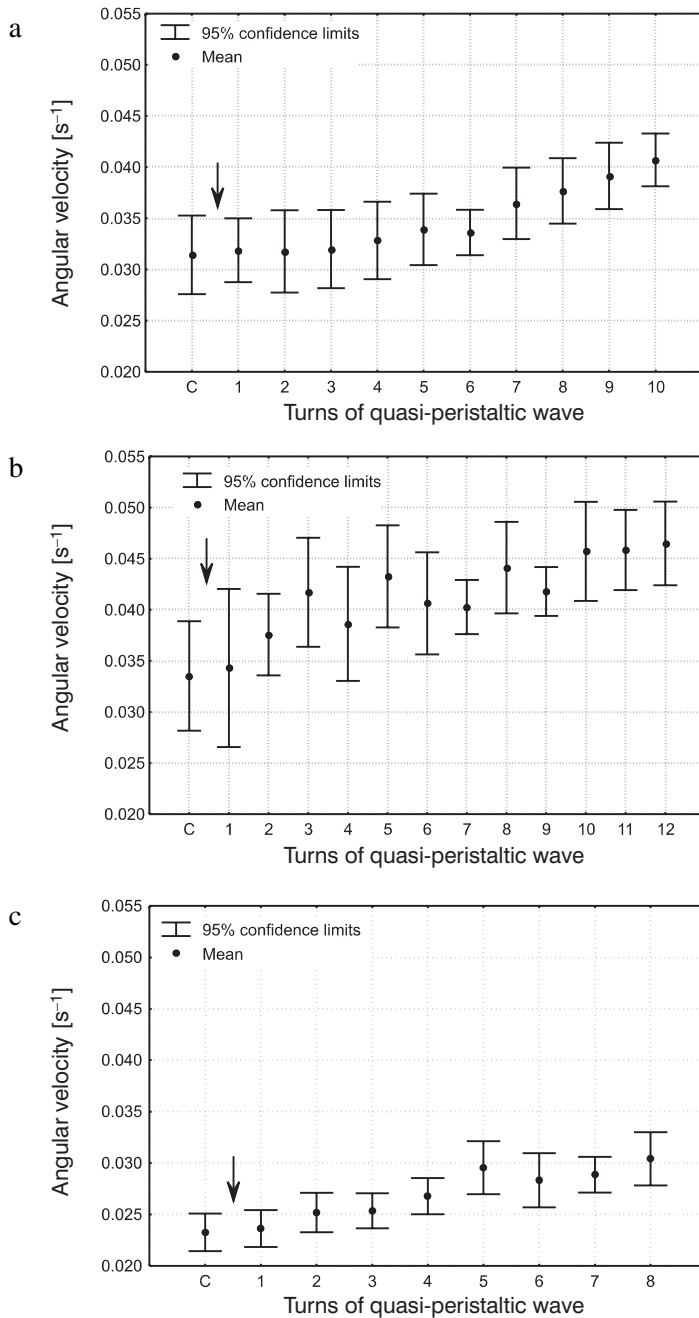 a
0.055
0.050
0.045
0.040
0.035
0.030
0.025
0.020
Angular velocity [s⁻¹]
95% confidence limits
Mean
C 1 2 3 4 5 6 7 8 9 10
Turns of quasi-peristaltic wave
b
0.055
0.050
0.045
0.040
0.035
0.030
0.025
0.020
Angular velocity [s⁻¹]
95% confidence limits
Mean
C 1 2 3 4 5 6 7 8 9 10 11 12
Turns of quasi-peristaltic wave
c
0.055
0.050
0.045
0.040
0.035
0.030
0.025
0.020
Angular velocity [s⁻¹]
95% confidence limits
Mean
C 1 2 3 4 5 6 7 8
Turns of quasi-peristaltic wave